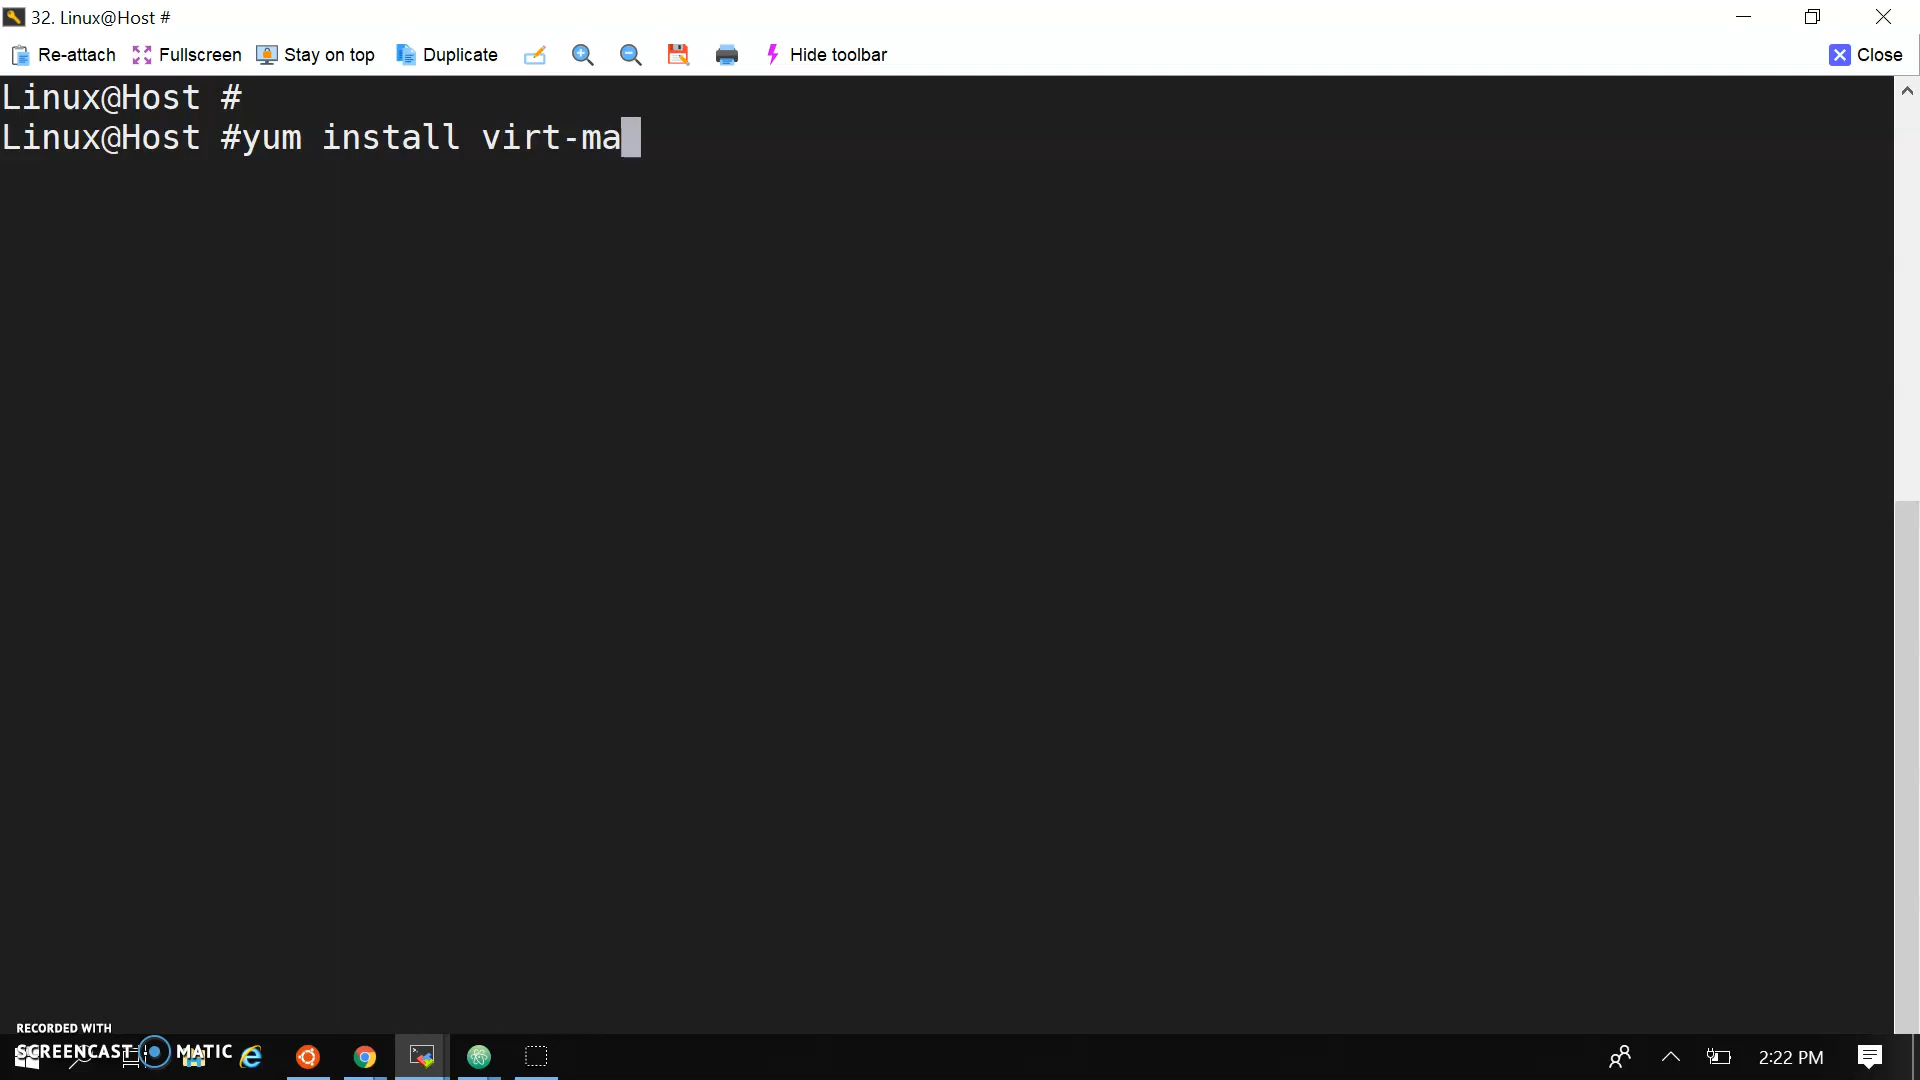 32. Linux@Host #
Re-attach Fullscreen Stay on top Duplicate Hide toolbar Close
Linux@Host #
Linux@Host #yum install virt-ma
RECORDED WITH
SCREENCAST MATIC
2:22 PM